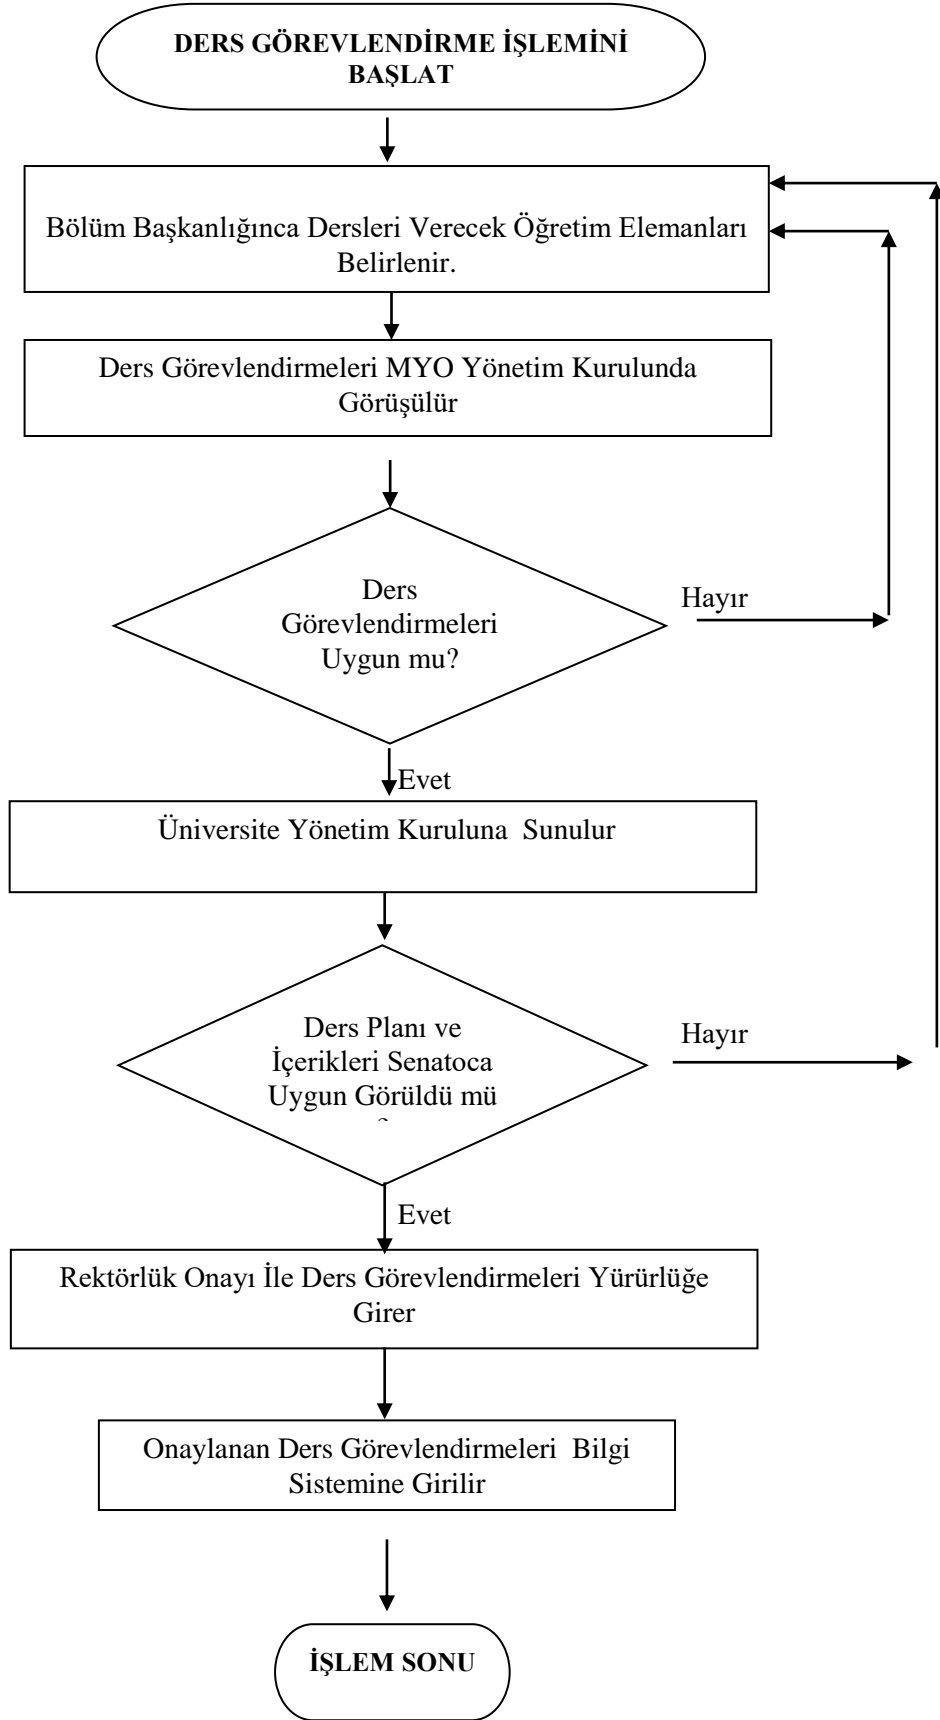 DERS GÖREVLENDİRME İŞLEMİNİ
BAŞLAT
Bölüm Başkanlığınca Dersleri Verecek Öğretim Elemanları
Belirlenir.
Ders Görevlendirmeleri MYO Yönetim Kurulunda
Görüşülür
Ders
Görevlendirmeleri
Uygun mu?
Hayır
Evet
Üniversite Yönetim Kuruluna  Sunulur
Ders Planı ve
İçerikleri Senatoca
Uygun Görüldü mü
?
Hayır
Evet
Rektörlük Onayı İle Ders Görevlendirmeleri Yürürlüğe
Girer
Onaylanan Ders Görevlendirmeleri  Bilgi
Sistemine Girilir
İŞLEM SONU